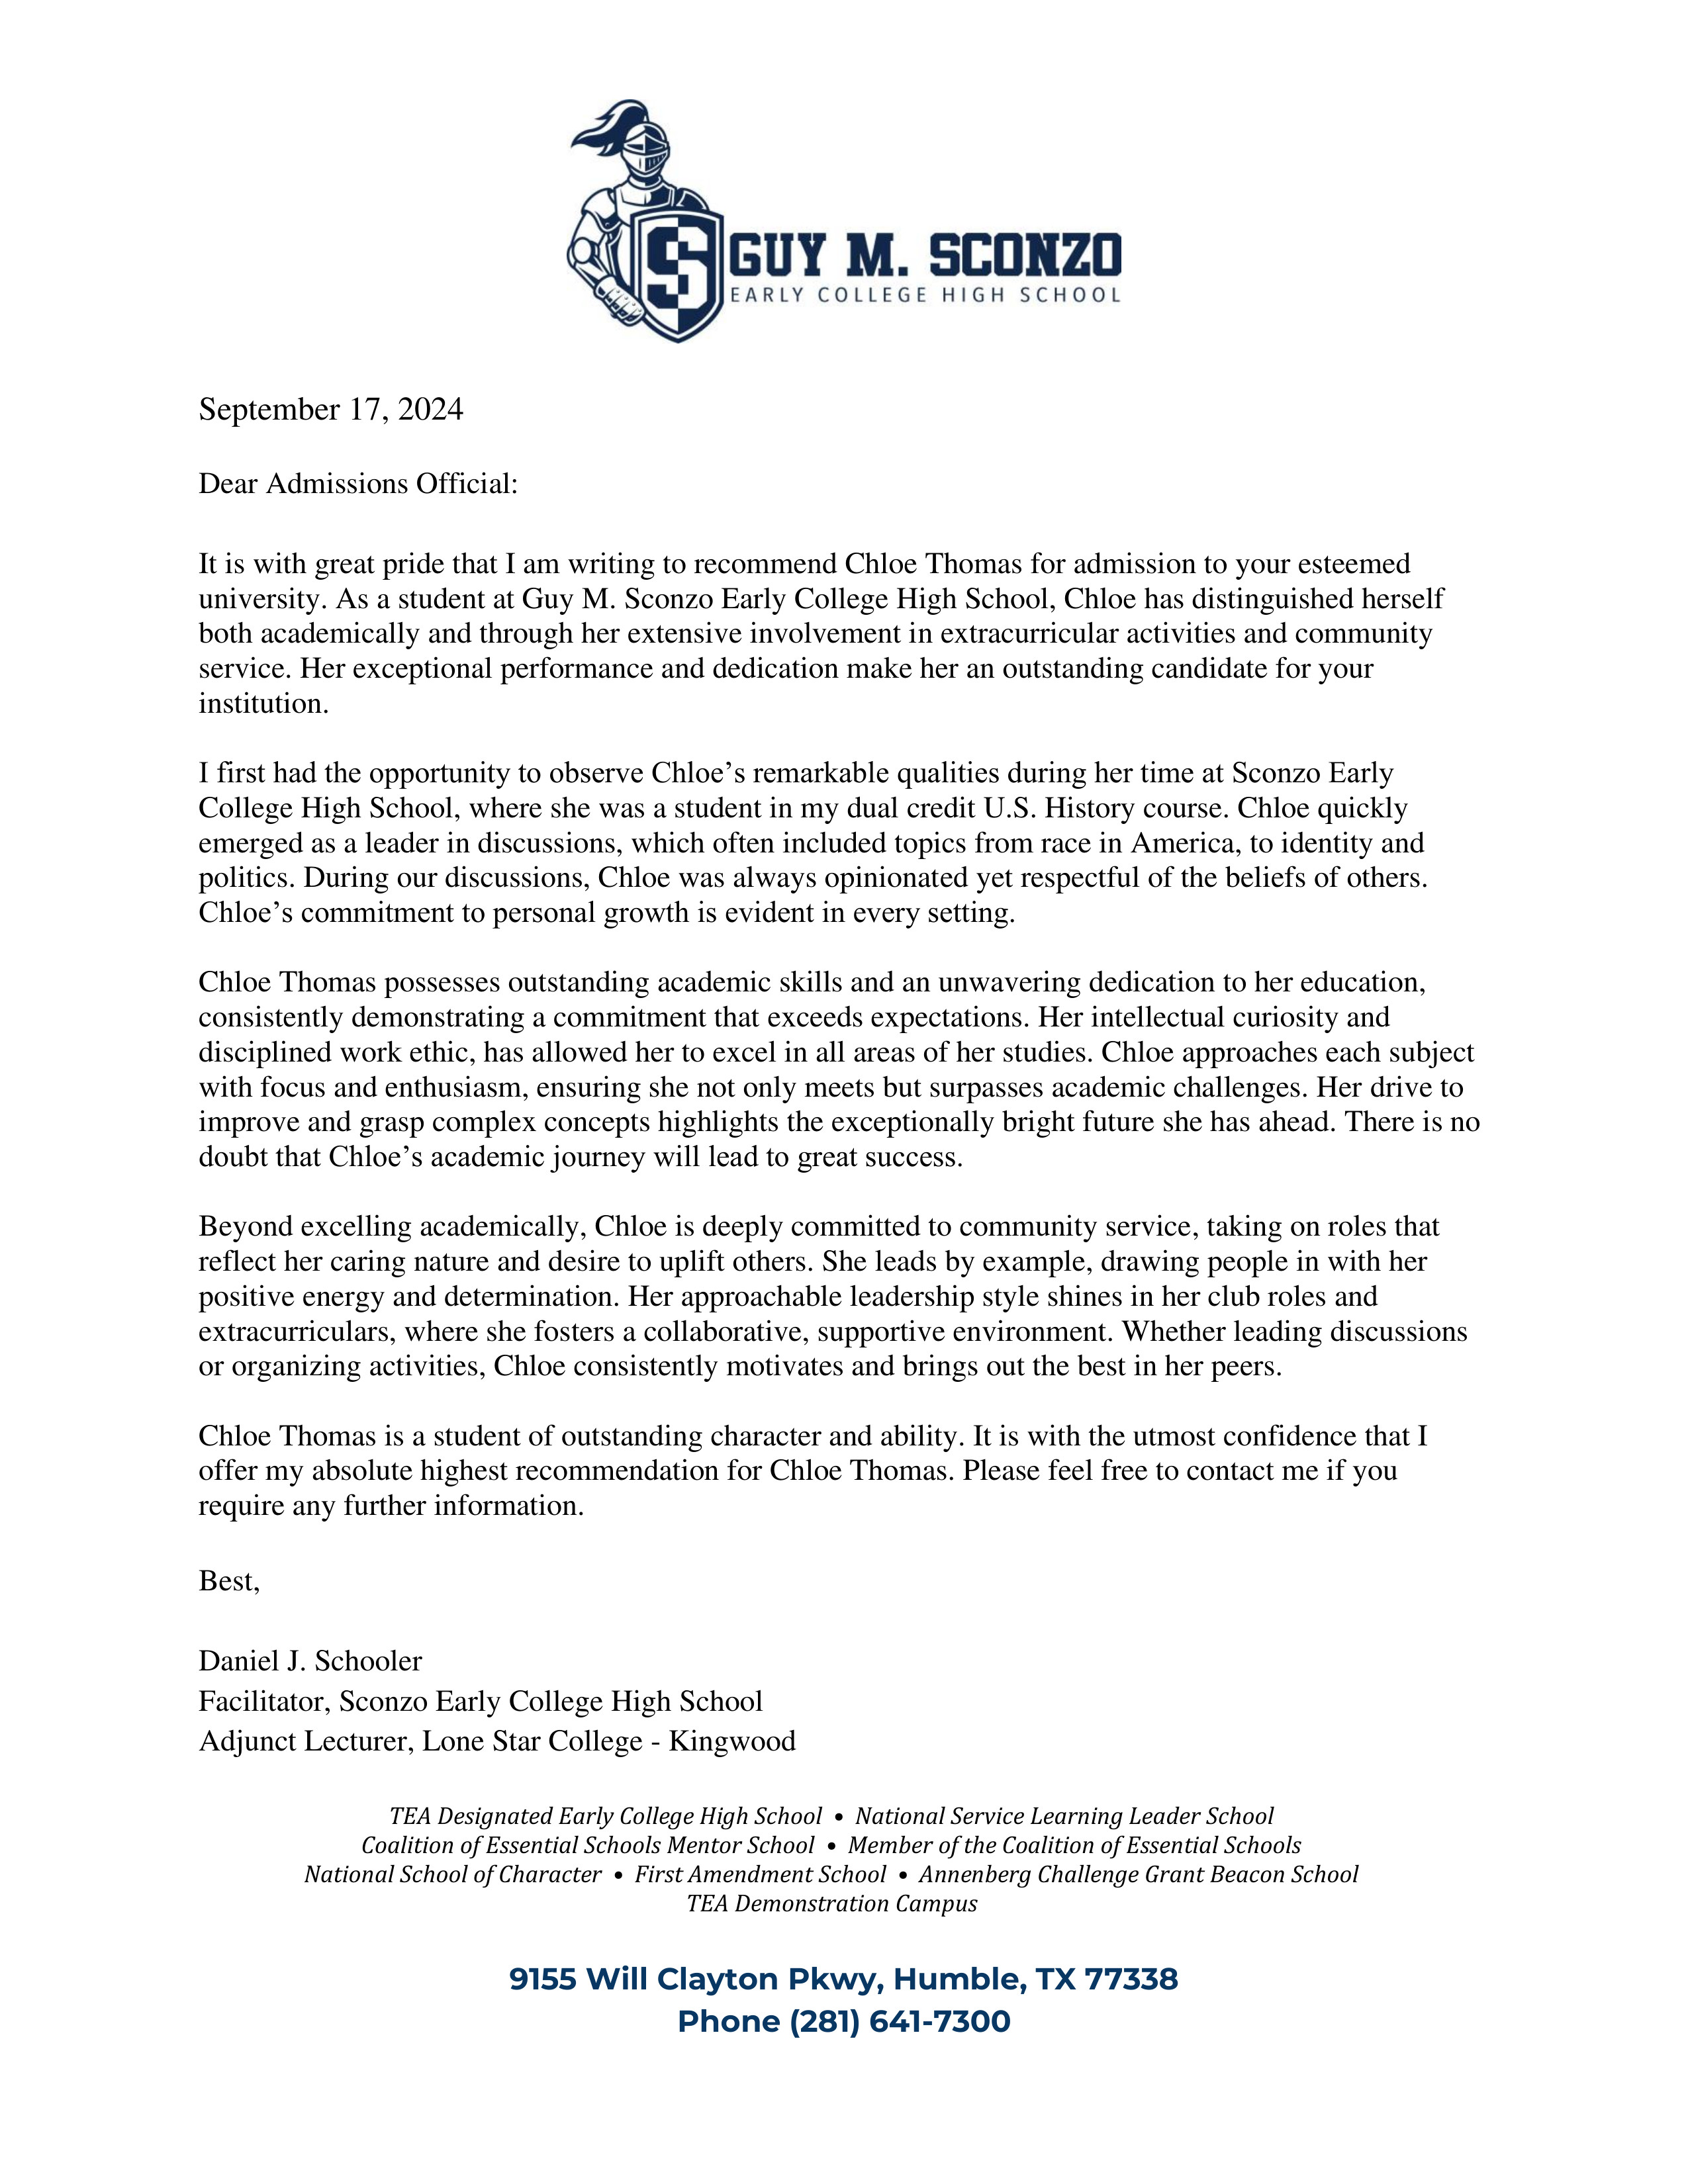 S
GUY M. SCONZO
EARLY COLLEGE HIGH SCHOOL
September 17, 2024
Dear Admissions Official:
It is with great pride that I am writing to recommend Chloe Thomas for admission to your esteemed
university. As a student at Guy M. Sconzo Early College High School, Chloe has distinguished herself
both academically and through her extensive involvement in extracurricular activities and community
service. Her exceptional performance and dedication make her an outstanding candidate for your
institution.
I first had the opportunity to observe Chloe’s remarkable qualities during her time at Sconzo Early
College High School, where she was a student in my dual credit U.S. History course. Chloe quickly
emerged as a leader in discussions, which often included topics from race in America, to identity and
politics. During our discussions, Chloe was always opinionated yet respectful of the beliefs of others.
Chloe’s commitment to personal growth is evident in every setting.
Chloe Thomas possesses outstanding academic skills and an unwavering dedication to her education,
consistently demonstrating a commitment that exceeds expectations. Her intellectual curiosity and
disciplined work ethic, has allowed her to excel in all areas of her studies. Chloe approaches each subject
with focus and enthusiasm, ensuring she not only meets but surpasses academic challenges. Her drive to
improve and grasp complex concepts highlights the exceptionally bright future she has ahead. There is no
doubt that Chloe’s academic journey will lead to great success.
Beyond excelling academically, Chloe is deeply committed to community service, taking on roles that
reflect her caring nature and desire to uplift others. She leads by example, drawing people in with her
positive energy and determination. Her approachable leadership style shines in her club roles and
extracurriculars, where she fosters a collaborative, supportive environment. Whether leading discussions
or organizing activities, Chloe consistently motivates and brings out the best in her peers.
Chloe Thomas is a student of outstanding character and ability. It is with the utmost confidence that I
offer my absolute highest recommendation for Chloe Thomas. Please feel free to contact me if you
require any further information.
Best,
Daniel J. Schooler
Facilitator, Sconzo Early College High School
Adjunct Lecturer, Lone Star College - Kingwood
TEA Designated Early College High School • National Service Learning Leader School
Coalition of Essential Schools Mentor School • Member of the Coalition of Essential Schools
National School of Character • First Amendment School • Annenberg Challenge Grant Beacon School
TEA Demonstration Campus
9155 Will Clayton Pkwy, Humble, TX 77338
Phone (281) 641-7300